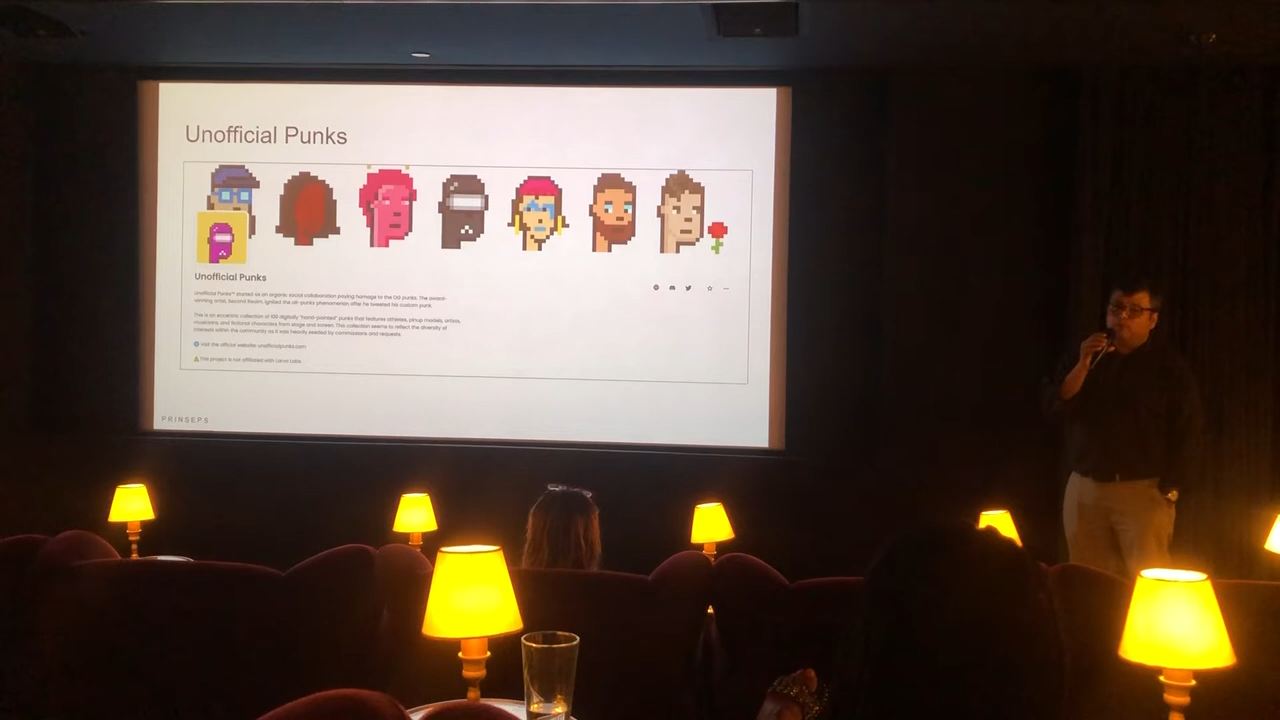 Unofficial Punks
Unofficial Punks
Unofficial Punks™ started as an organic social collaboration paying homage to the OG punks. The award-
winning artist, Second Realm, ignited the alt-punks phenomenon after he tweeted his custom punk.
This is an eccentric collection of 100 digitally "hand-painted" punks that features athletes, pinup models, artists,
musicians, and fictional characters from stage and screen. This collection seems to reflect the diversity of
interests within the community as it was heavily seeded by commissions and requests.
Visit the official website: unofficialpunks.com
This project is not affiliated with Larva Labs.
PRINSEPS